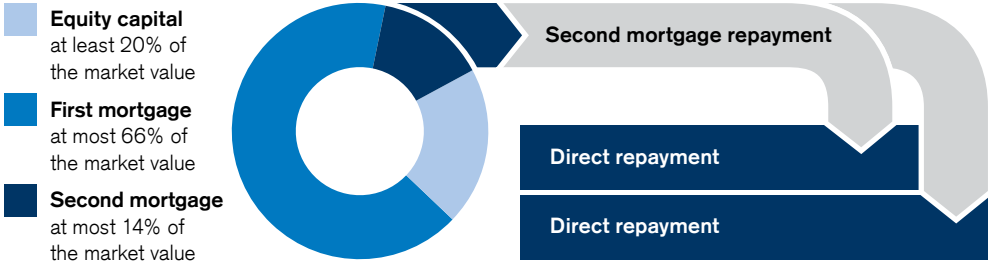 Equity capital
at least 20% of
the market value
First mortgage
at most 66% of
the market value
Second mortgage
at most 14% of
the market value
Second mortgage repayment
Direct repayment
Direct repayment